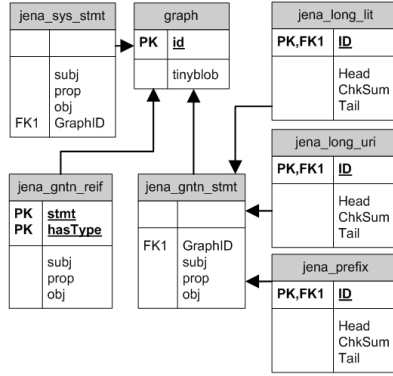 jena_sys_stmt
subj
prop
obj
FK1 GraphID
graph
PK id
tinyblob
jena_long_lit
PK,FK1 ID
Head
ChkSum
Tail
jena_long_uri
PK,FK1 ID
Head
ChkSum
Tail
jena_gntn_reif
PK stmt
PK hasType
subj
prop
obj
jena_gntn_stmt
FK1 GraphID
subj
prop
obj
jena_prefix
PK,FK1 ID
Head
ChkSum
Tail